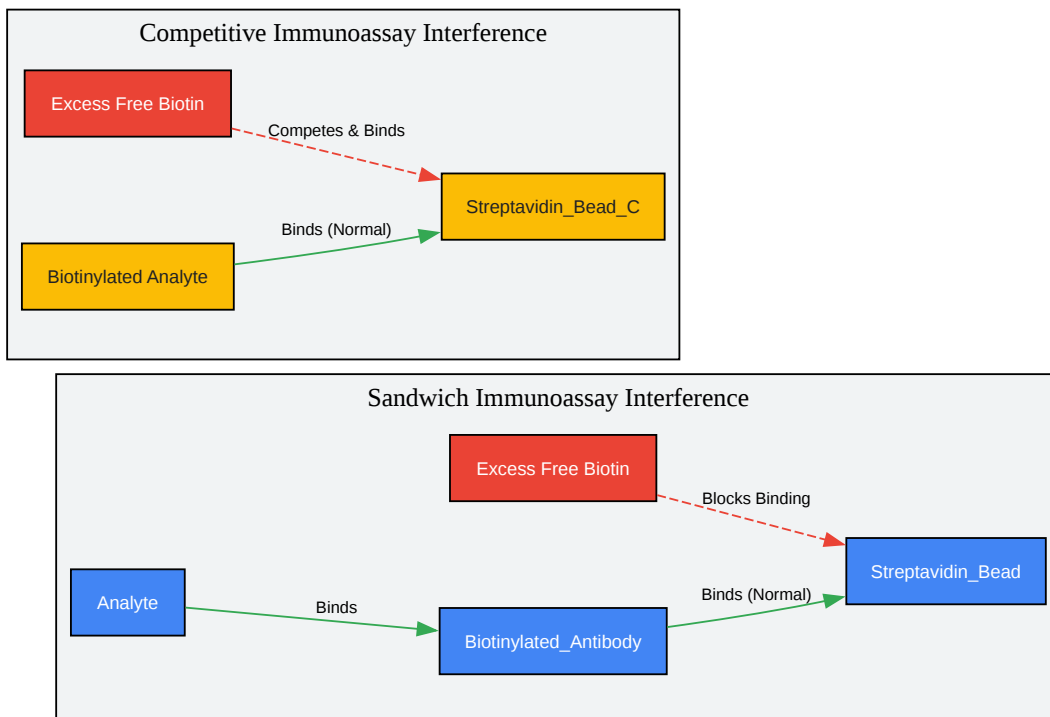 Competitive Immunoassay Interference
Excess Free Biotin
Competes & Binds
Streptavidin_Bead_C
Binds (Normal)
Biotinylated Analyte
Sandwich Immunoassay Interference
Excess Free Biotin
Blocks Binding
Streptavidin_Bead
Analyte
Binds
Binds (Normal)
Biotinylated_Antibody